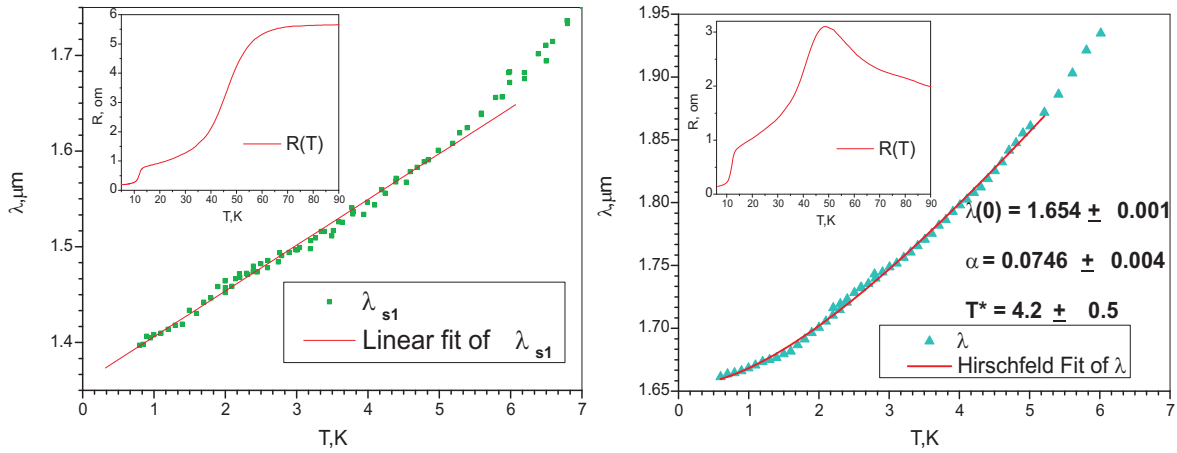 λ,μm
1.7
1.6
1.5
1.4
0 1 2 3 4 5 6 7
T,K
R, om
6
5
4
3
2
1
0
10 20 30 40 50 60 70 80 90
T,K
R(T)
λ s1
Linear fit of λ s1
λ,μm
1.95
1.90
1.85
1.80
1.75
1.70
1.65
0 1 2 3 4 5 6 7
T,K
R, om
3
2
1
0
10 20 30 40 50 60 70 80 90
T,K
R(T)
λ(0) = 1.654 ± 0.001
α = 0.0746 ± 0.004
T* = 4.2 ± 0.5
λ
Hirschfeld Fit of λ